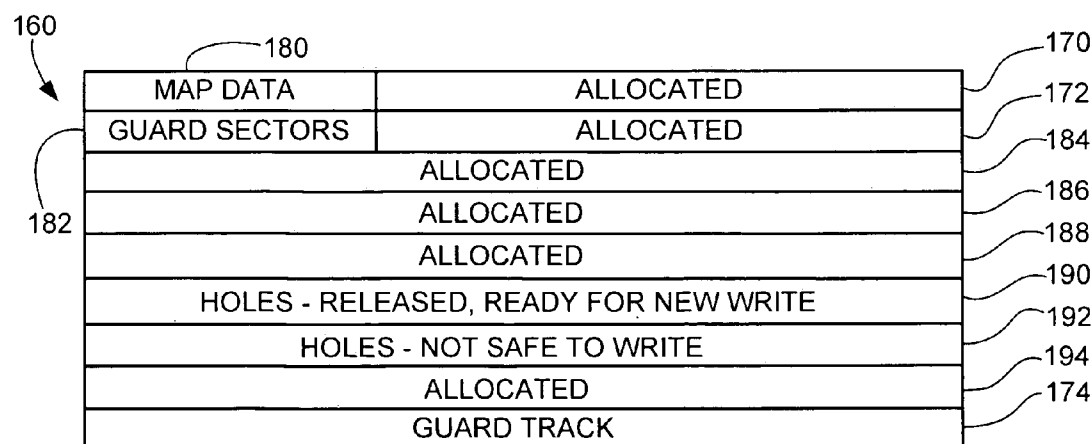 160
180
170
MAP DATA ALLOCATED
172
GUARD SECTORS ALLOCATED
184
ALLOCATED
186
ALLOCATED
182
188
ALLOCATED
190
HOLES - RELEASED, READY FOR NEW WRITE
192
HOLES - NOT SAFE TO WRITE
194
ALLOCATED
174
GUARD TRACK